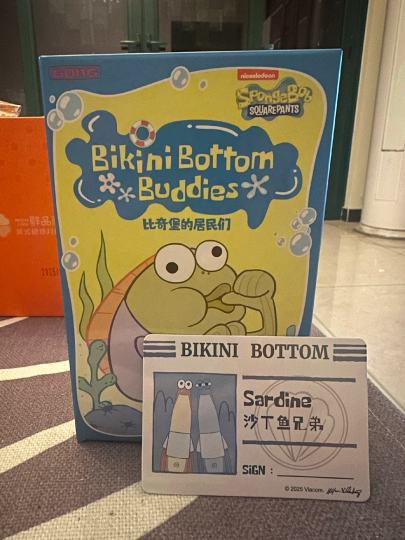 GONG
nickelodeon
SpongeBob
SQUAREPANTS
Bikini Bottom
Buddies
比奇堡的居民们
BIKINI BOTTOM
Sardine
沙丁鱼兄弟
SIGN :
© 2025 Viacom.